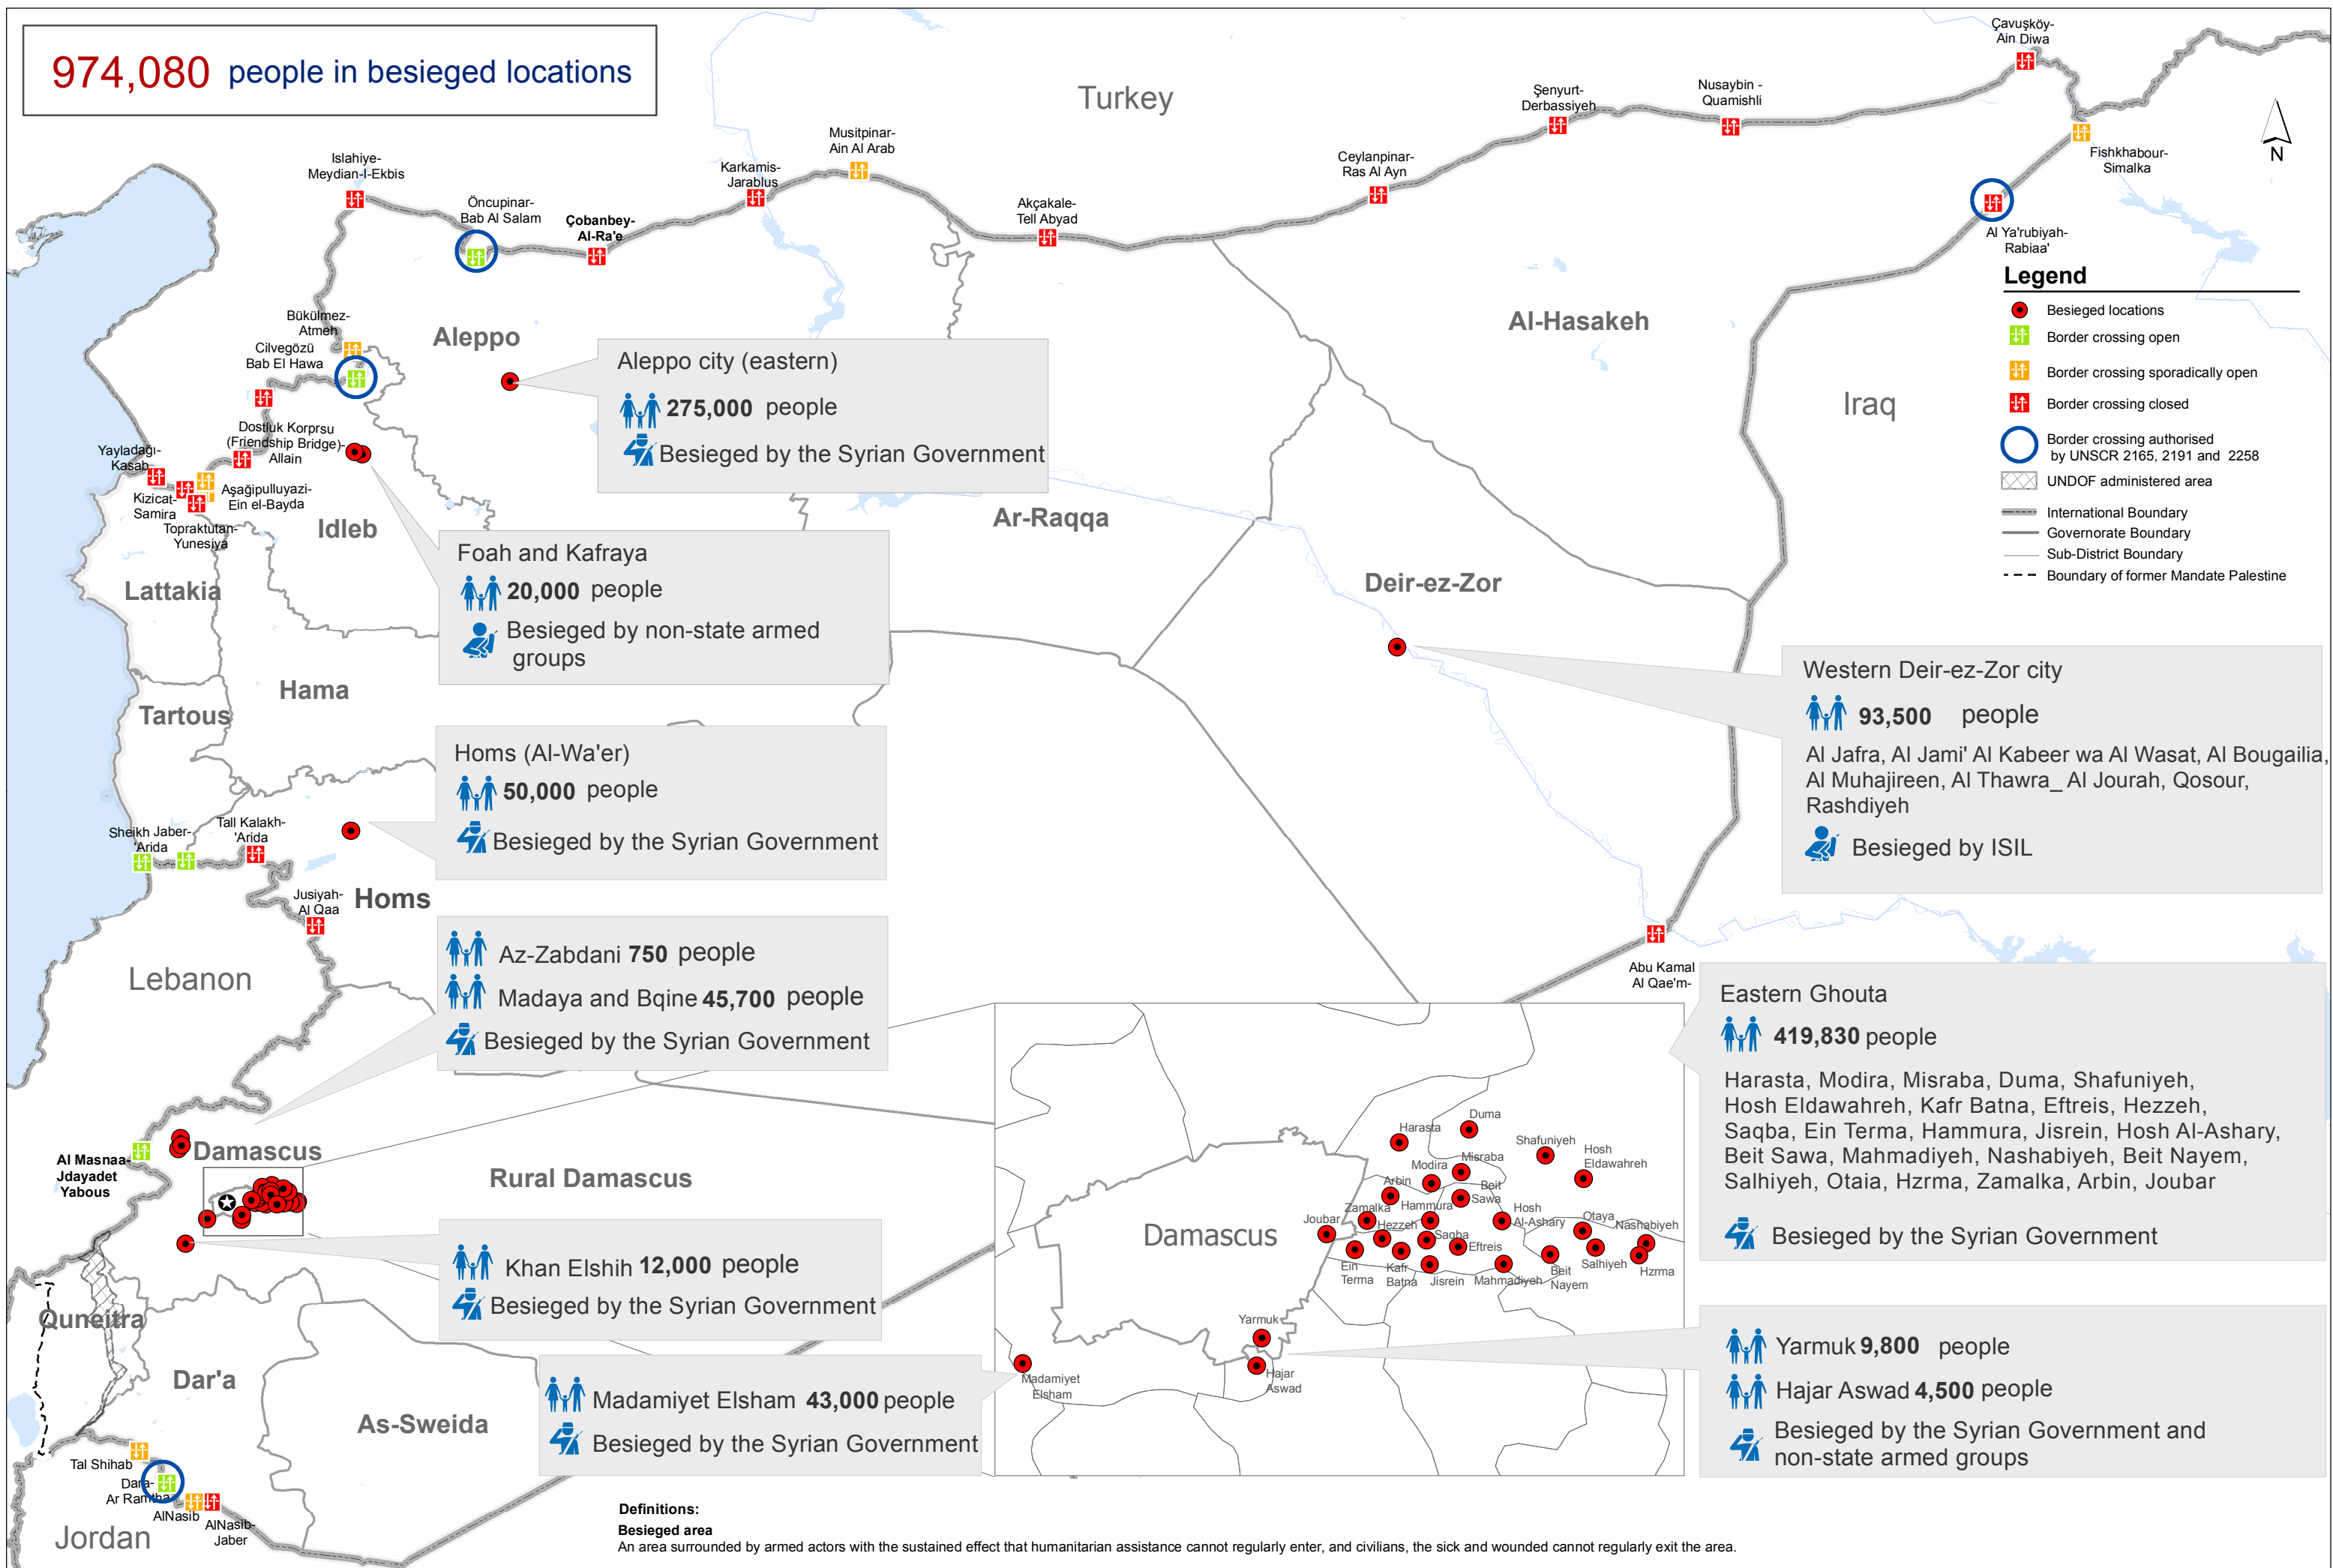 974,080 people in besieged locations
Turkey
Çavuşköy-
Ain Diwa
Nusaybin -
Quamishli
Şenyurt-
Derbassiyeh
Musitpinar-
Ain Al Arab
Ceylanpinar-
Ras Al Ayn
Karkamis-
Jarablus
Islahiye-
Meydian-I-Ekbis
Öncupinar-
Bab Al Salam
Çobanbey-
Al-Ra'e
Akçakale-
Tell Abyad
Fishkhabour-
Simalka
N
Al Ya'rubiyah-
Rabiaa'
Legend
Besieged locations
Border crossing open
Border crossing sporadically open
Border crossing closed
Border crossing authorised
by UNSCR 2165, 2191 and 2258
UNDOF administered area
International Boundary
Governorate Boundary
Sub-District Boundary
Boundary of former Mandate Palestine
Bükülmez-
Atmeh
Cilvegözü
Bab El Hawa
Aleppo
Al-Hasakeh
Iraq
Aleppo city (eastern)
275,000 people
Besieged by the Syrian Government
Dostluk Korprsu
(Friendship Bridge)-
Allain
Yayladağı-
Kasab
Kizicat-
Samira
Aşağipulluyazi-
Ein el-Bayda
Topraktutan-
Yunesiya
Idleb
Ar-Raqqa
Lattakia
Deir-ez-Zor
Foah and Kafraya
20,000 people
Besieged by non-state armed
groups
Hama
Tartous
Western Deir-ez-Zor city
93,500 people
Al Jafra, Al Jami' Al Kabeer wa Al Wasat, Al Bougailia,
Al Muhajireen, Al Thawra_ Al Jourah, Qosour,
Rashdiyeh
Besieged by ISIL
Homs (Al-Wa'er)
50,000 people
Besieged by the Syrian Government
Sheikh Jaber-
'Arida
Tall Kalakh-
'Arida
Jusiyah-
Al Qaa
Homs
Lebanon
Az-Zabdani 750 people
Madaya and Bqine 45,700 people
Besieged by the Syrian Government
Abu Kamal
Al Qae'm-
Eastern Ghouta
419,830 people
Harasta, Modira, Misraba, Duma, Shafuniyeh,
Hosh Eldawahreh, Kafr Batna, Eftreis, Hezzeh,
Saqba, Ein Terma, Hammura, Jisrein, Hosh Al-Ashary,
Beit Sawa, Mahmadiyeh, Nashabiyeh, Beit Nayem,
Salhiyeh, Otaia, Hzrma, Zamalka, Arbin, Joubar
Besieged by the Syrian Government
Al Masnaa-
Jdayadet
Yabous
Damascus
Rural Damascus
Duma
Harasta
Shafuniyeh
Hosh
Eldawahreh
Misraba
Modira
Arbin
Beit
Sawa
Zamalka
Hammura
Hosh
Al-Ashary
Otaya
Nashabiyeh
Joubar
Hezzeh
Saqba
Eftreis
Damascus
Ein
Terma
Kafr
Batna
Jisrein
Mahmadiyeh
Beit
Nayem
Salhiyeh
Hzrma
Yarmuk
Hajar
Aswad
Madamiyet
Elsham
Khan Elshih 12,000 people
Besieged by the Syrian Government
Quneitra
Dar'a
As-Sweida
Madamiyet Elsham 43,000 people
Besieged by the Syrian Government
Yarmuk 9,800 people
Hajar Aswad 4,500 people
Besieged by the Syrian Government and
non-state armed groups
Tal Shihab
Dara-
Ar Ramtha
AlNasib
AlNasib-
Jaber
Jordan
Definitions:
Besieged area
An area surrounded by armed actors with the sustained effect that humanitarian assistance cannot regularly enter, and civilians, the sick and wounded cannot regularly exit the area.